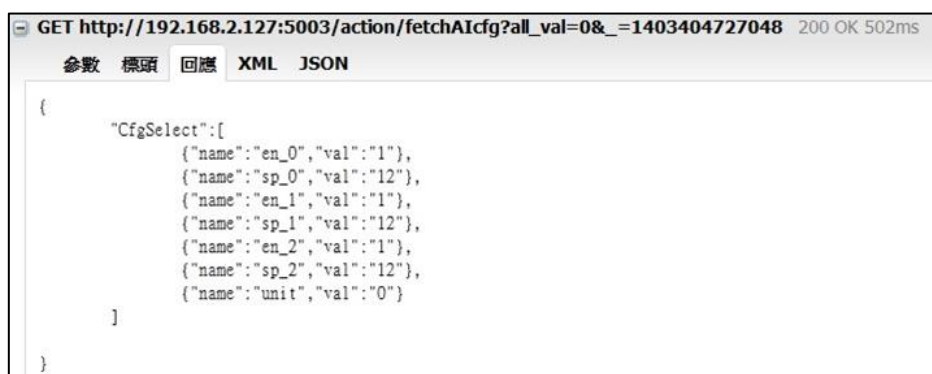 GET http://192.168.2.127:5003/action/fetchAIcfg?all_val=0&_=1403404727048 200 OK 502ms
參數 標頭 回應 XML JSON
{
"CfgSelect":[
{"name":"en_0","val":"1"},
{"name":"sp_0","val":"12"},
{"name":"en_1","val":"1"},
{"name":"sp_1","val":"12"},
{"name":"en_2","val":"1"},
{"name":"sp_2","val":"12"},
{"name":"unit","val":"0"}
]
}